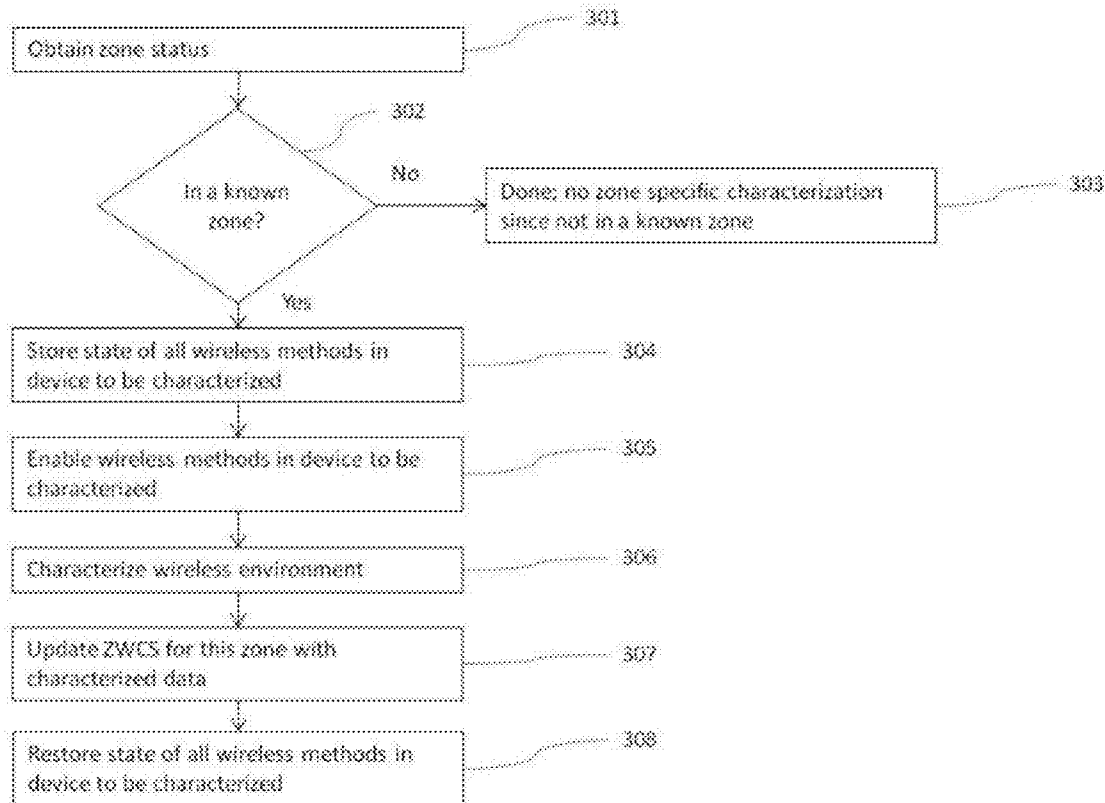 301
Obtain zone status
302
In a known
zone?
No
Done; no zone specific characterization
since not in a known zone
303
Yes
Store state of all wireless methods in
device to be characterized
304
Enable wireless methods in device to be
characterized
305
Characterize wireless environment
306
Update ZWCS for this zone with
characterized data
307
Restore state of all wireless methods in
device to be characterized
308